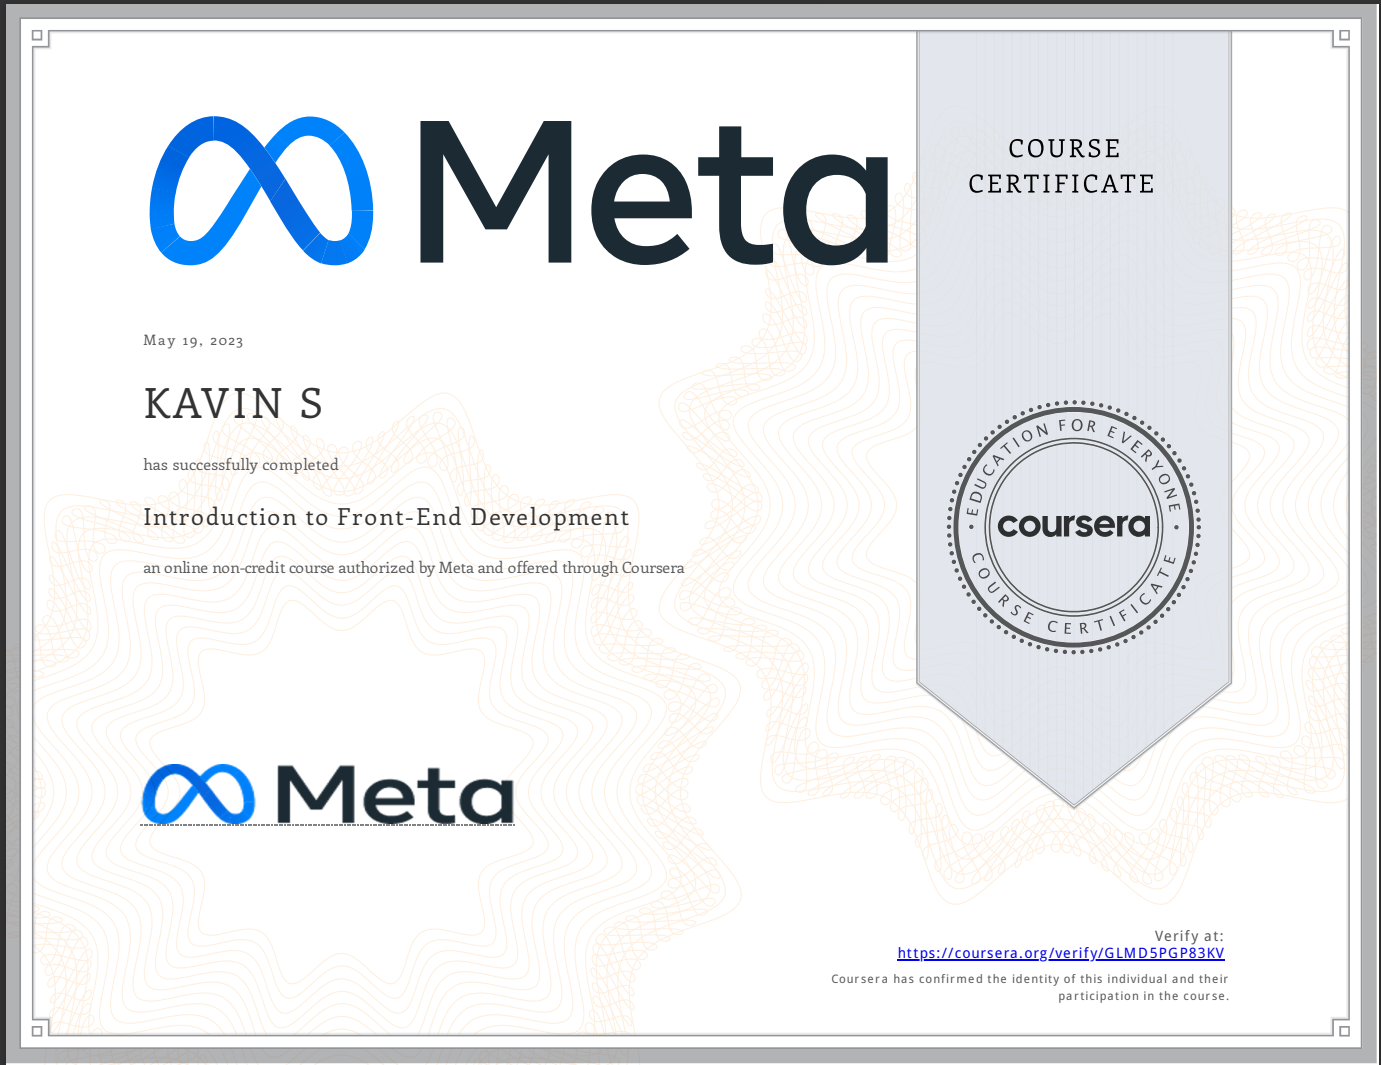 Meta
COURSE
CERTIFICATE
May 19, 2023
KAVIN S
has successfully completed
Introduction to Front-End Development
an online non-credit course authorized by Meta and offered through Coursera
EDUCATION FOR EVERYONE
coursera
COURSE CERTIFICATE
Meta
Verify at:
https://coursera.org/verify/GLMD5PGP83KV
Coursera has confirmed the identity of this individual and their
participation in the course.